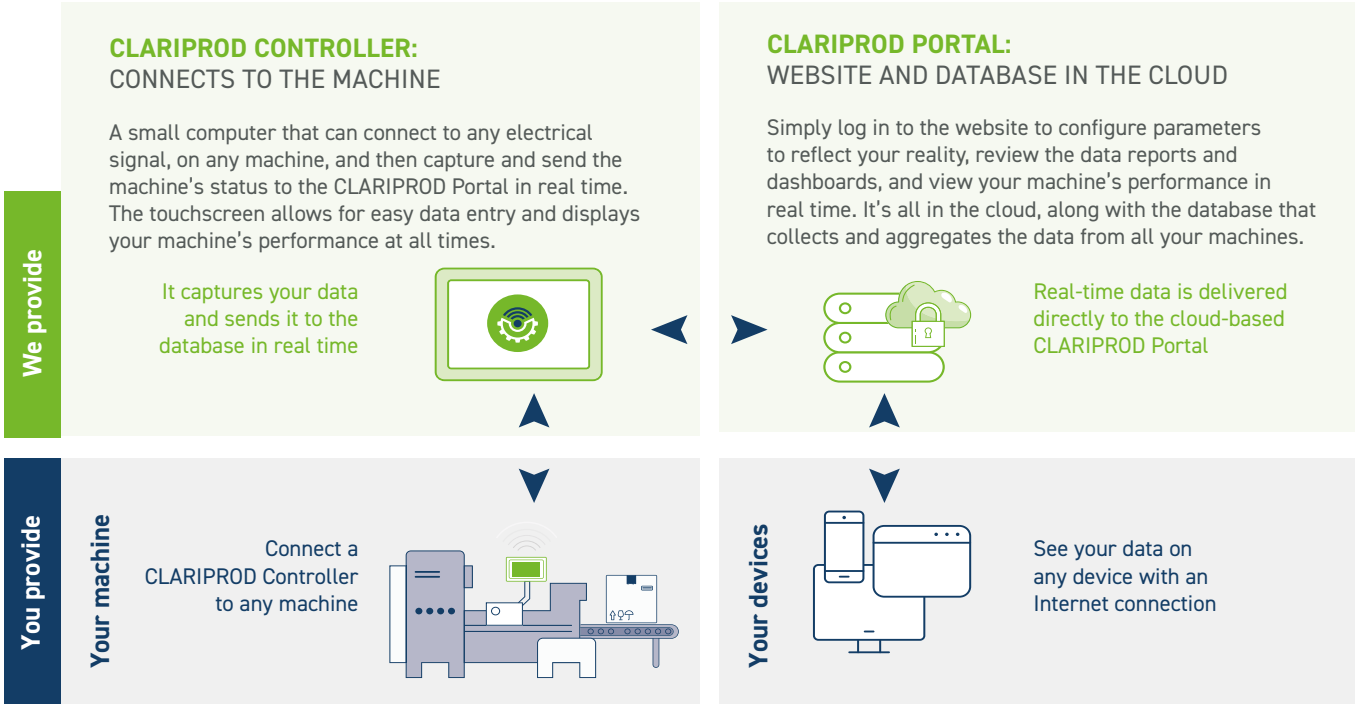 We provide
CLARIPROD CONTROLLER:
CONNECTS TO THE MACHINE
A small computer that can connect to any electrical
signal, on any machine, and then capture and send the
machine's status to the CLARIPROD Portal in real time.
The touchscreen allows for easy data entry and displays
your machine's performance at all times.
It captures your data
and sends it to the
database in real time
CLARIPROD PORTAL:
WEBSITE AND DATABASE IN THE CLOUD
Simply log in to the website to configure parameters
to reflect your reality, review the data reports and
dashboards, and view your machine's performance in
real time. It's all in the cloud, along with the database that
collects and aggregates the data from all your machines.
Real-time data is delivered
directly to the cloud-based
CLARIPROD Portal
You provide
Your machine
Connect a
CLARIPROD Controller
to any machine
Your devices
See your data on
any device with an
Internet connection